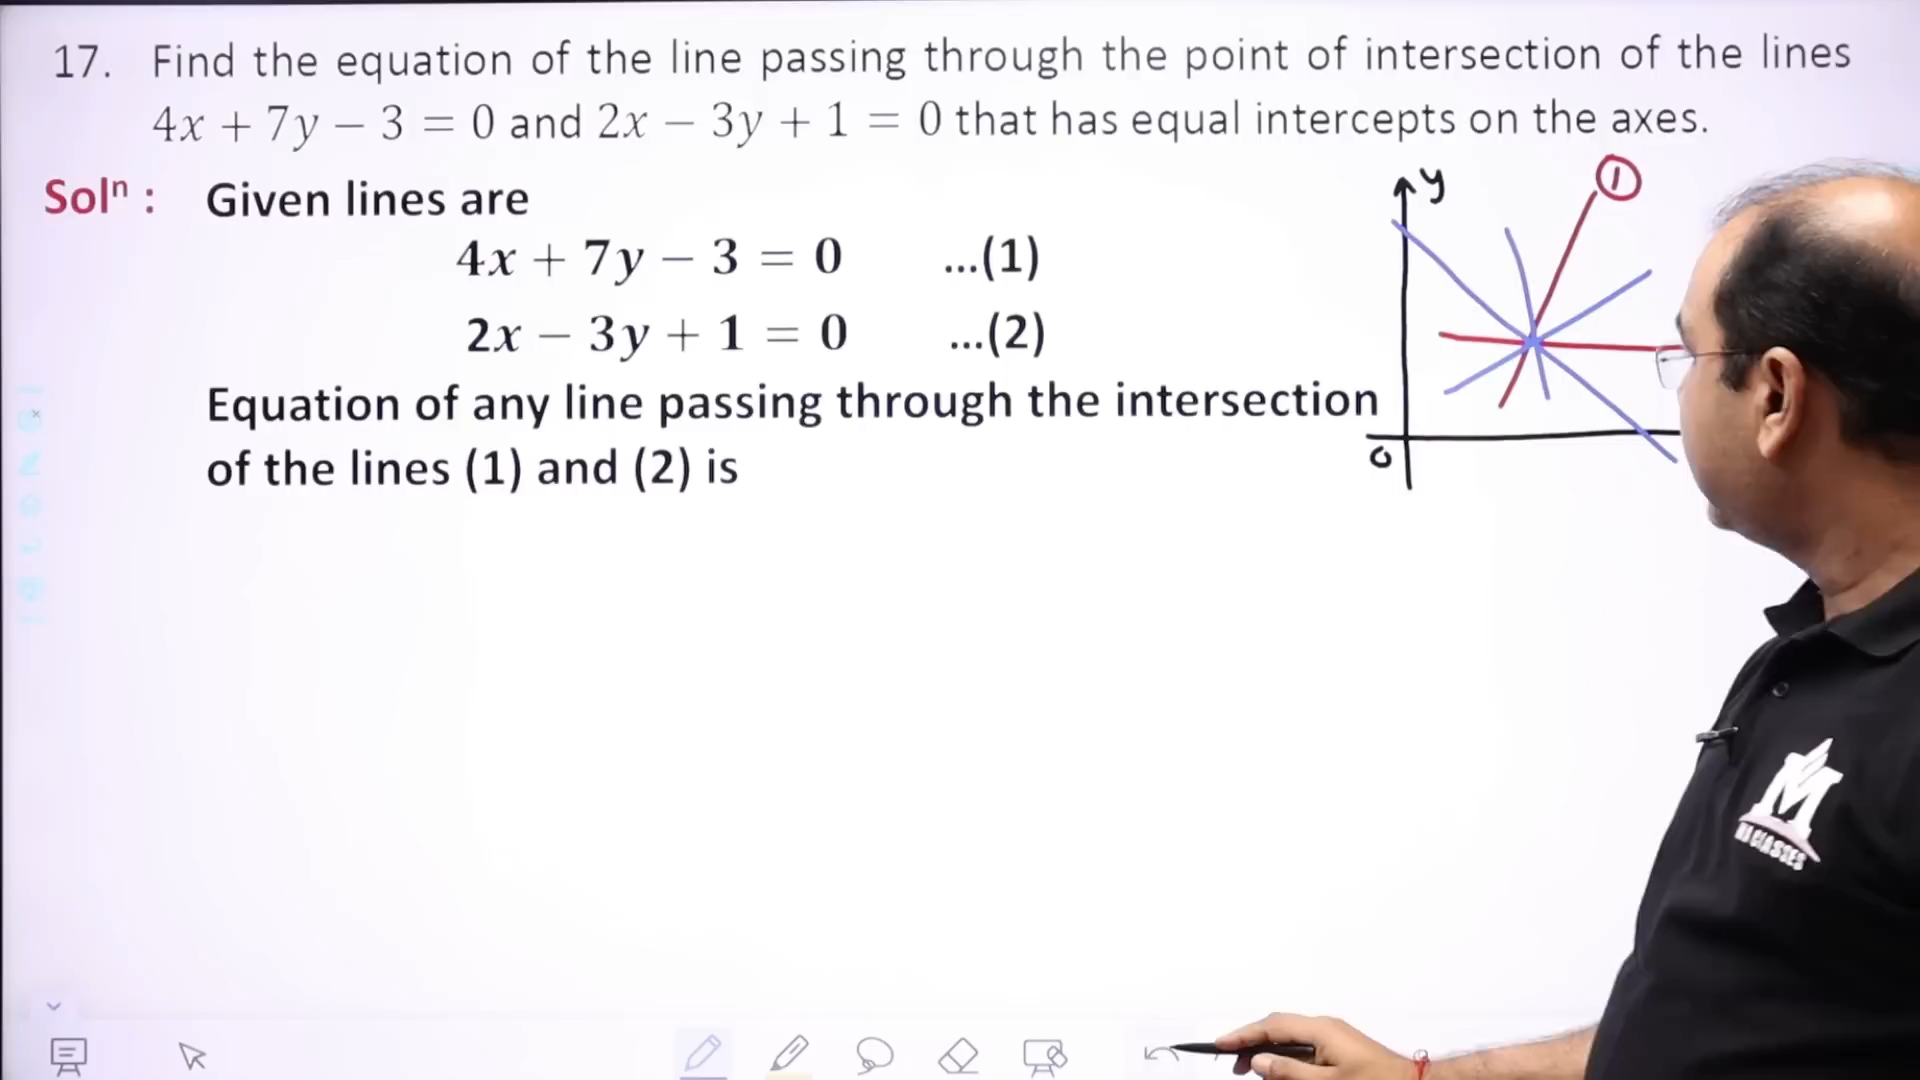 17. Find the equation of the line passing through the point of intersection of the lines
4x + 7y − 3 = 0 and 2x − 3y + 1 = 0 that has equal intercepts on the axes.
Solⁿ : Given lines are
4x + 7y − 3 = 0 ...(1)
2x − 3y + 1 = 0 ...(2)
Equation of any line passing through the intersection
of the lines (1) and (2) is
y
1
O
M
CLASSES